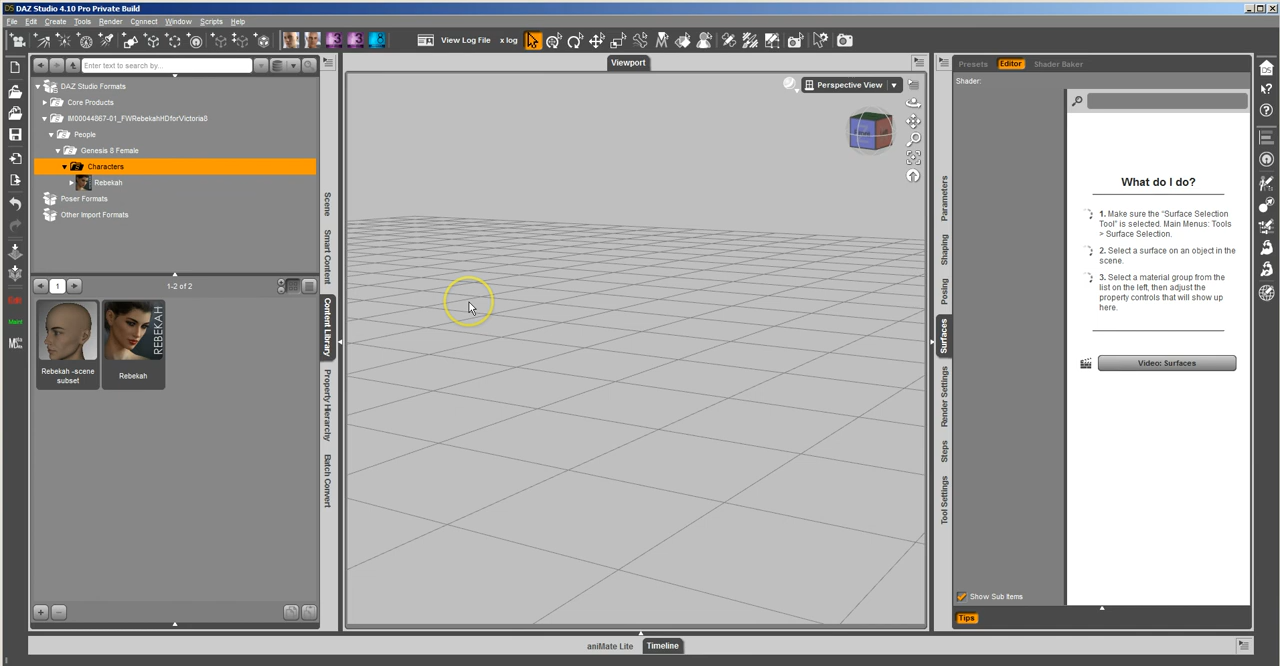 DAZ Studio 4.10 Pro Private Build
File Edit Create Tools Render Connect Window Scripts Help
View Log File x log
Enter text to search by...
DAZ Studio Formats
Core Products
IM00044867-01_FWRebekahHDforVictoria8
People
Genesis 8 Female
Characters
Rebekah
Poser Formats
Other Import Formats
1
1-2 of 2
REBEKAH
Rebekah -scene
subset
Rebekah
Scene
Smart Content
Content Library
Property Hierarchy
Batch Convert
Viewport
Perspective View
aniMate Lite
Timeline
Parameters
Shaping
Posing
Surfaces
Render Settings
Steps
Tool Settings
Presets
Editor
Shader Baker
Shader:
What do I do?
1. Make sure the "Surface Selection
Tool" is selected. Main Menus: Tools
> Surface Selection.
2. Select a surface on an object in the
scene.
3. Select a material group from the
list on the left, then adjust the
property controls that will show up
here.
Video: Surfaces
Show Sub Items
Tips